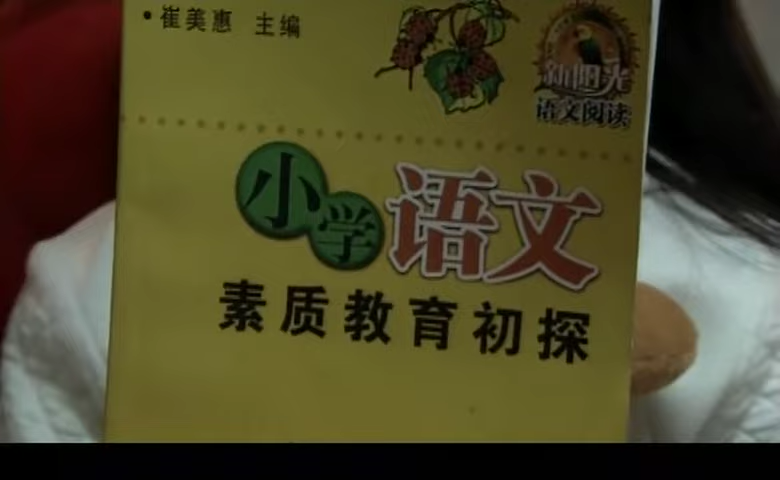 ·崔美惠 主编
新阳光
语文阅读
小学语文
素质教育初探